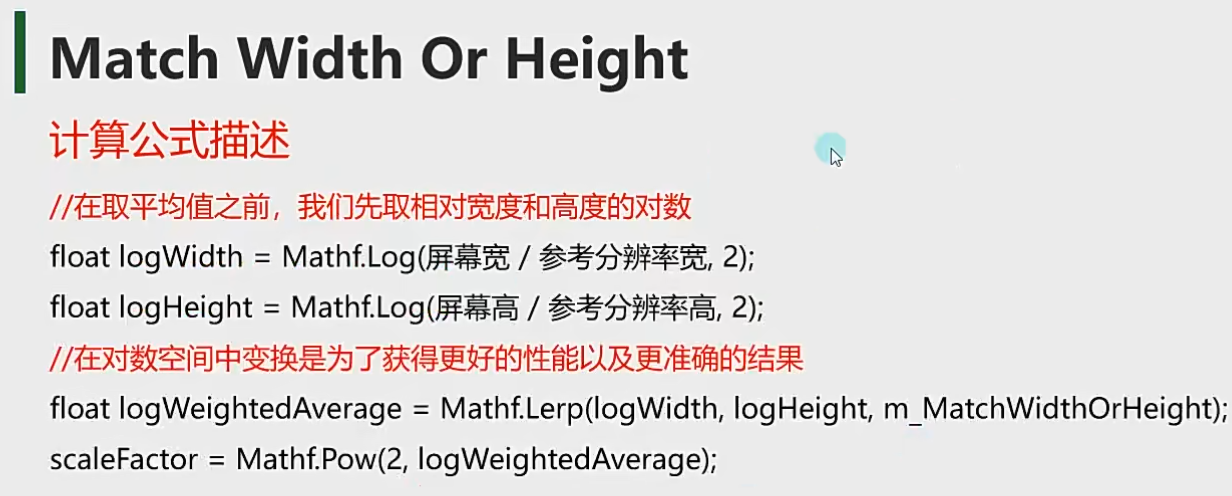 Match Width Or Height
计算公式描述
//在取平均值之前，我们先取相对宽度和高度的对数
float logWidth = Mathf.Log(屏幕宽 / 参考分辨率宽, 2);
float logHeight = Mathf.Log(屏幕高 / 参考分辨率高, 2);
//在对数空间中变换是为了获得更好的性能以及更准确的结果
float logWeightedAverage = Mathf.Lerp(logWidth, logHeight, m_MatchWidthOrHeight);
scaleFactor = Mathf.Pow(2, logWeightedAverage);